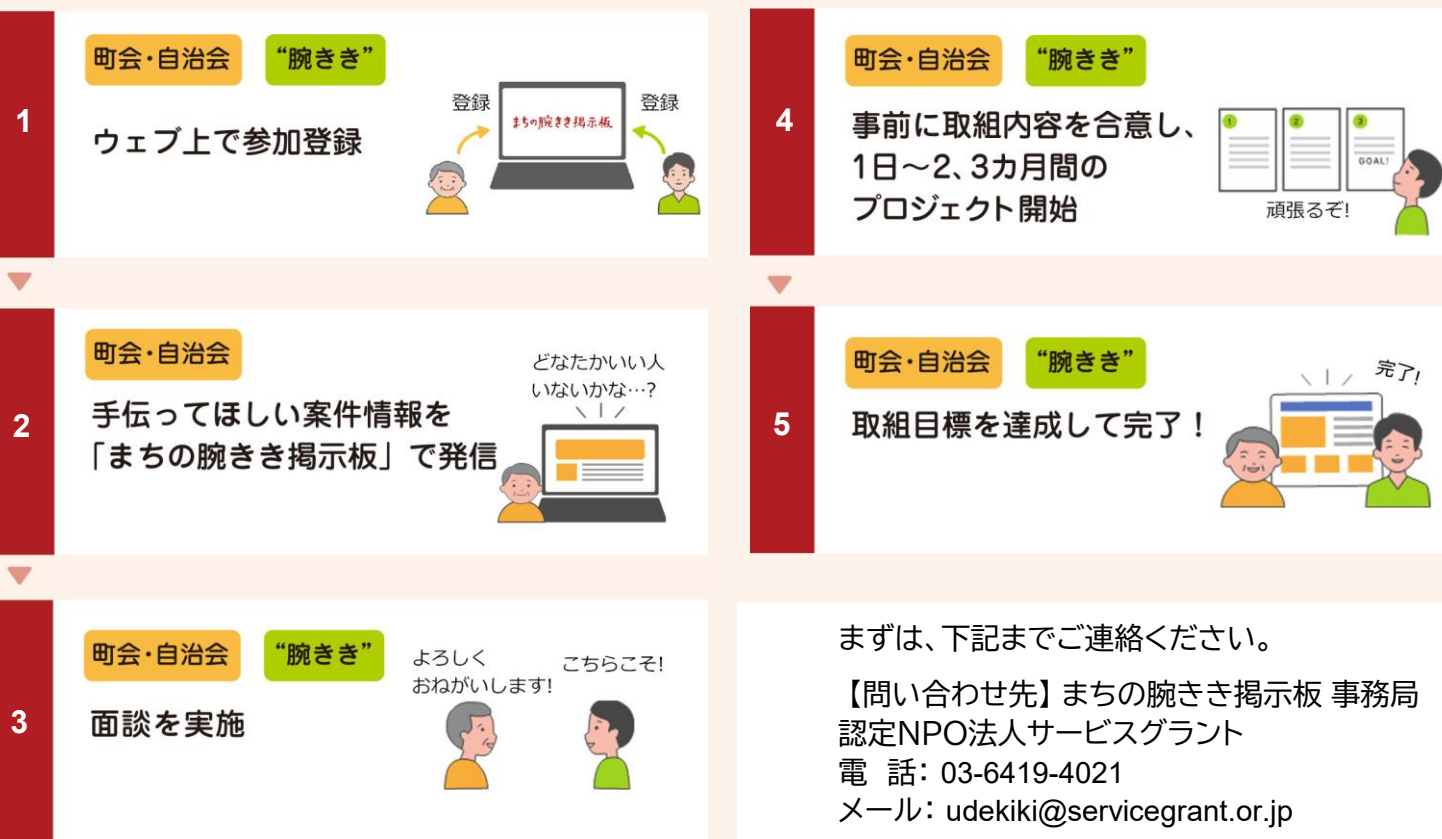 1
町会・自治会
“腕きき”
ウェブ上で参加登録
登録
まちの腕きき掲示板
登録
2
町会・自治会
手伝ってほしい案件情報を
「まちの腕きき掲示板」で発信
どなたかいい人
いないかな…?
3
町会・自治会
“腕きき”
面談を実施
よろしく
おねがいします!
こちらこそ!
4
町会・自治会
“腕きき”
事前に取組内容を合意し、
1日～2、3カ月間の
プロジェクト開始
1
2
3
GOAL!
頑張るぞ!
5
町会・自治会
“腕きき”
取組目標を達成して完了！
完了!
まずは、下記までご連絡ください。
【問い合わせ先】まちの腕きき掲示板 事務局
認定NPO法人サービスグラント
電 話： 03-6419-4021
メール： udekiki@servicegrant.or.jp